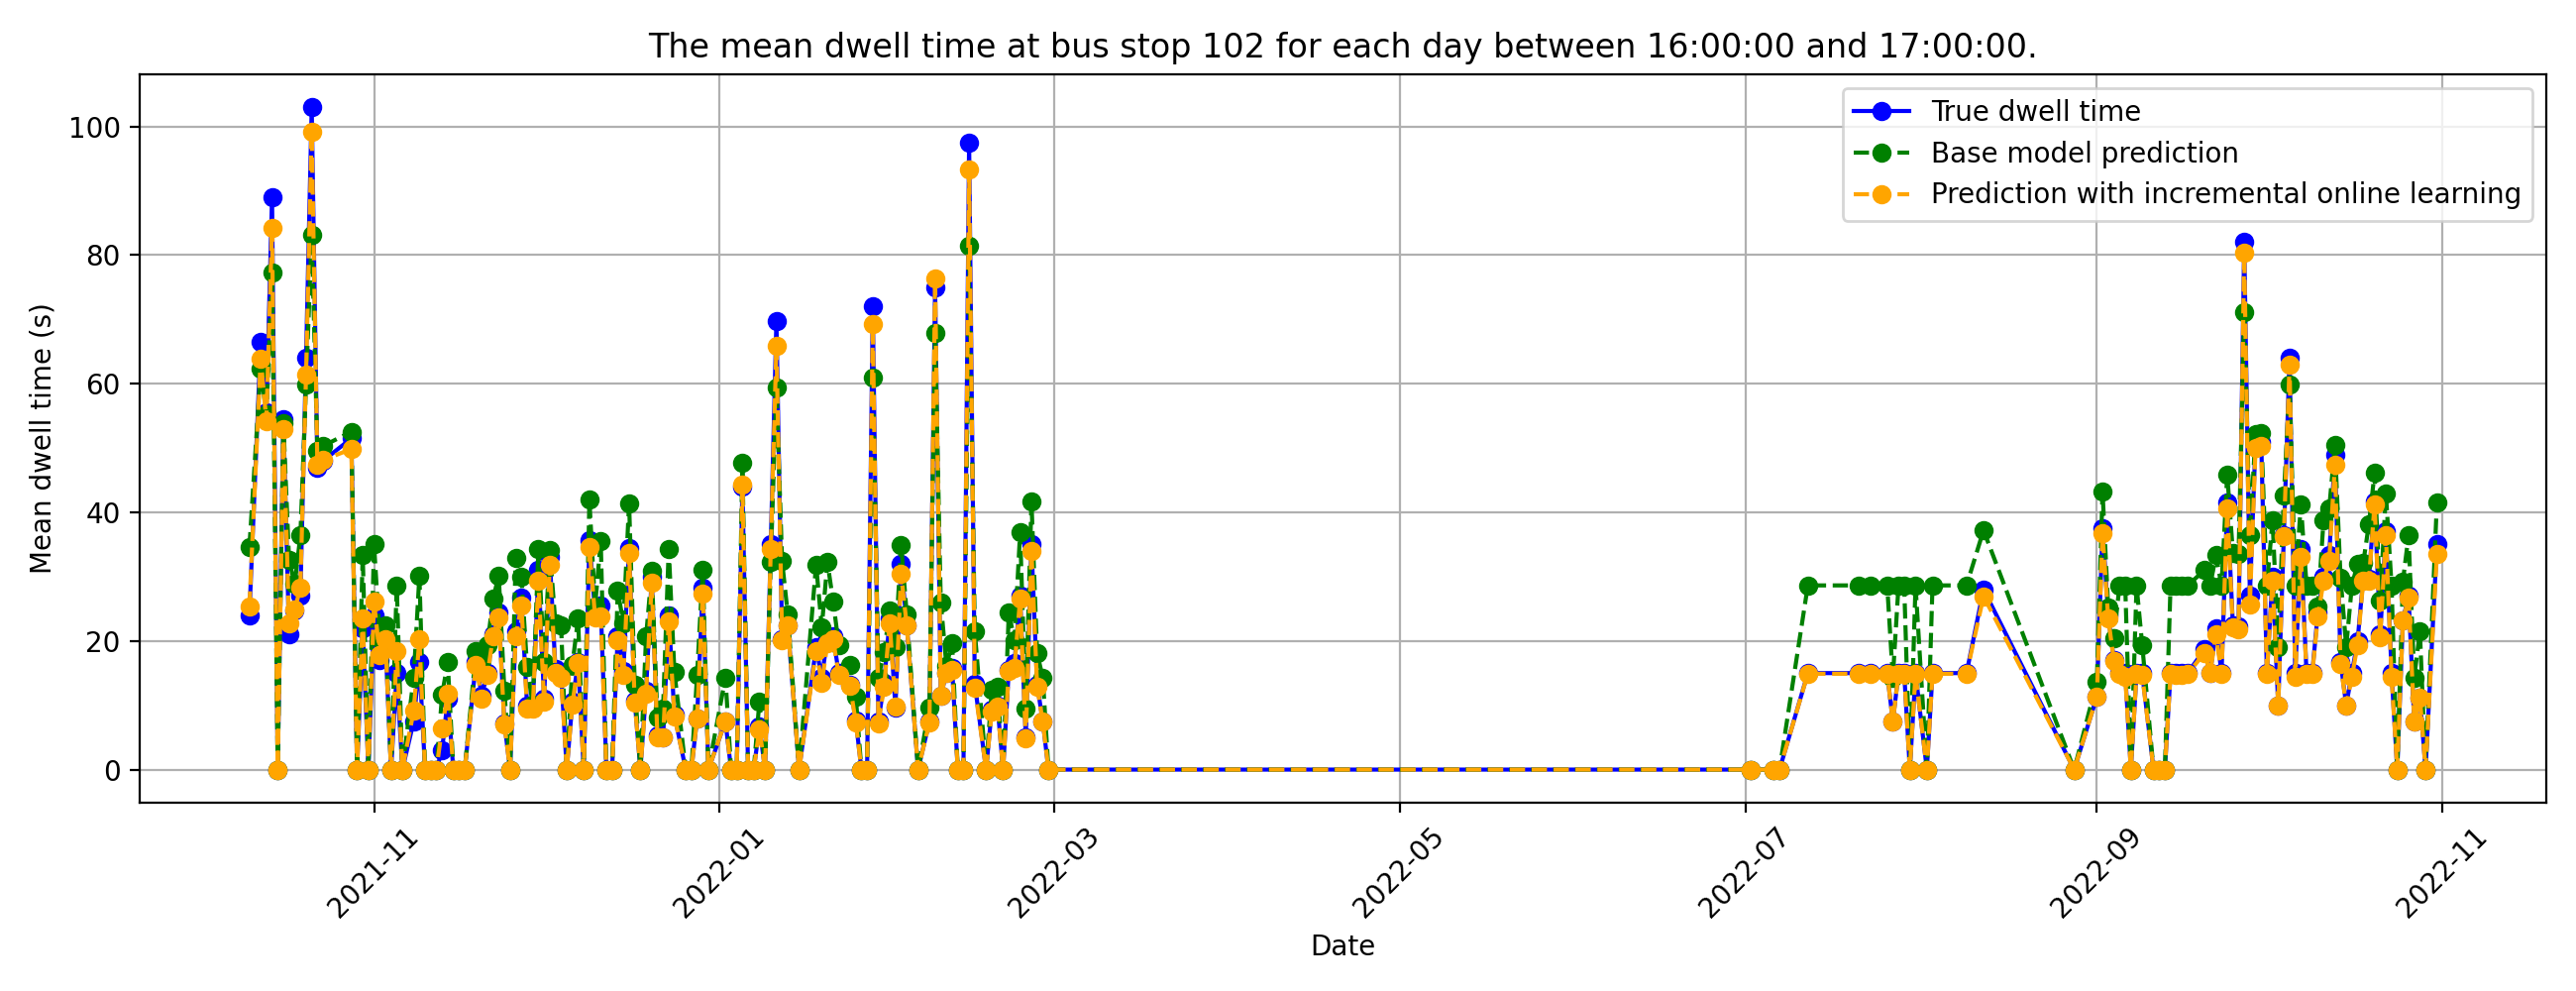 The mean dwell time at bus stop 102 for each day between 16:00:00 and 17:00:00.
True dwell time
Base model prediction
Prediction with incremental online learning
Mean dwell time (s)
100
80
60
40
20
0
2021-11
2022-01
2022-03
2022-05
2022-07
2022-09
2022-11
Date